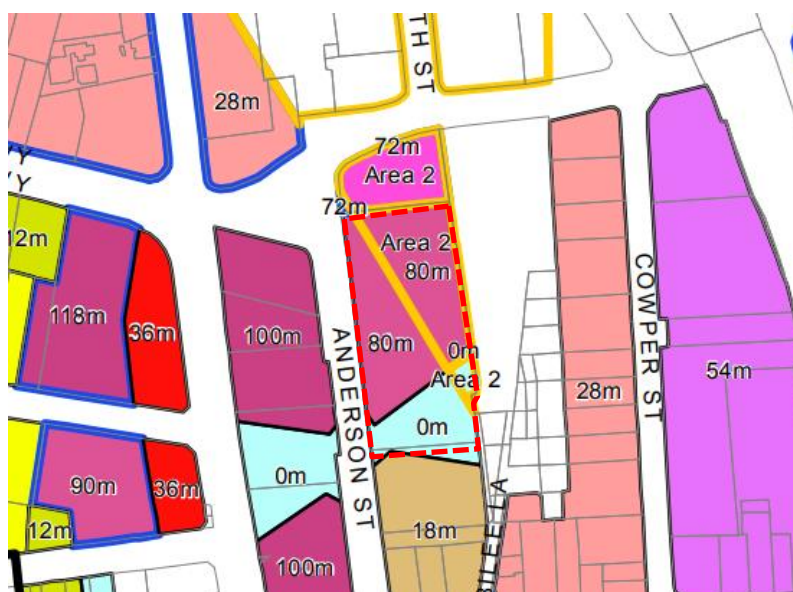 TH ST
28m
72m
Area 2
72m
Y
Y
12m
Area 2
80m
118m
36m
100m
80m
0m
Area 2
ANDERSON ST
COWPER ST
28m
54m
0m
90m
36m
0m
12m
18m
100m